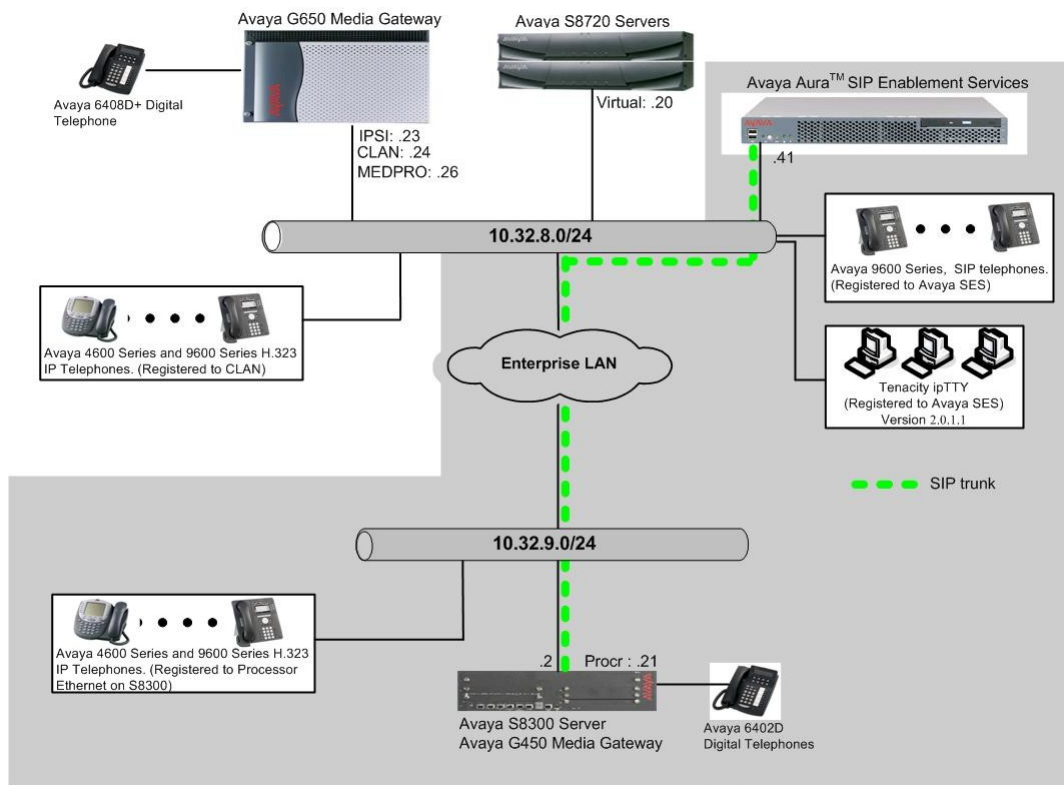 Avaya G650 Media Gateway
Avaya S8720 Servers
Avaya Aura™ SIP Enablement Services
Avaya 6408D+ Digital
Telephone
AVAYA
AVAYA
Virtual: .20
IPSI: .23
CLAN: .24
MEDPRO: .26
.41
10.32.8.0/24
Avaya 9600 Series, SIP telephones.
(Registered to Avaya SES)
Avaya 4600 Series and 9600 Series H.323
IP Telephones. (Registered to CLAN)
Enterprise LAN
Tenacity ipTTY
(Registered to Avaya SES)
Version 2.0.1.1
SIP trunk
10.32.9.0/24
Avaya 4600 Series and 9600 Series H.323
IP Telephones. (Registered to Processor
Ethernet on S8300)
.2
Procr : .21
AVAYA
Avaya S8300 Server
Avaya G450 Media Gateway
Avaya 6402D
Digital Telephones